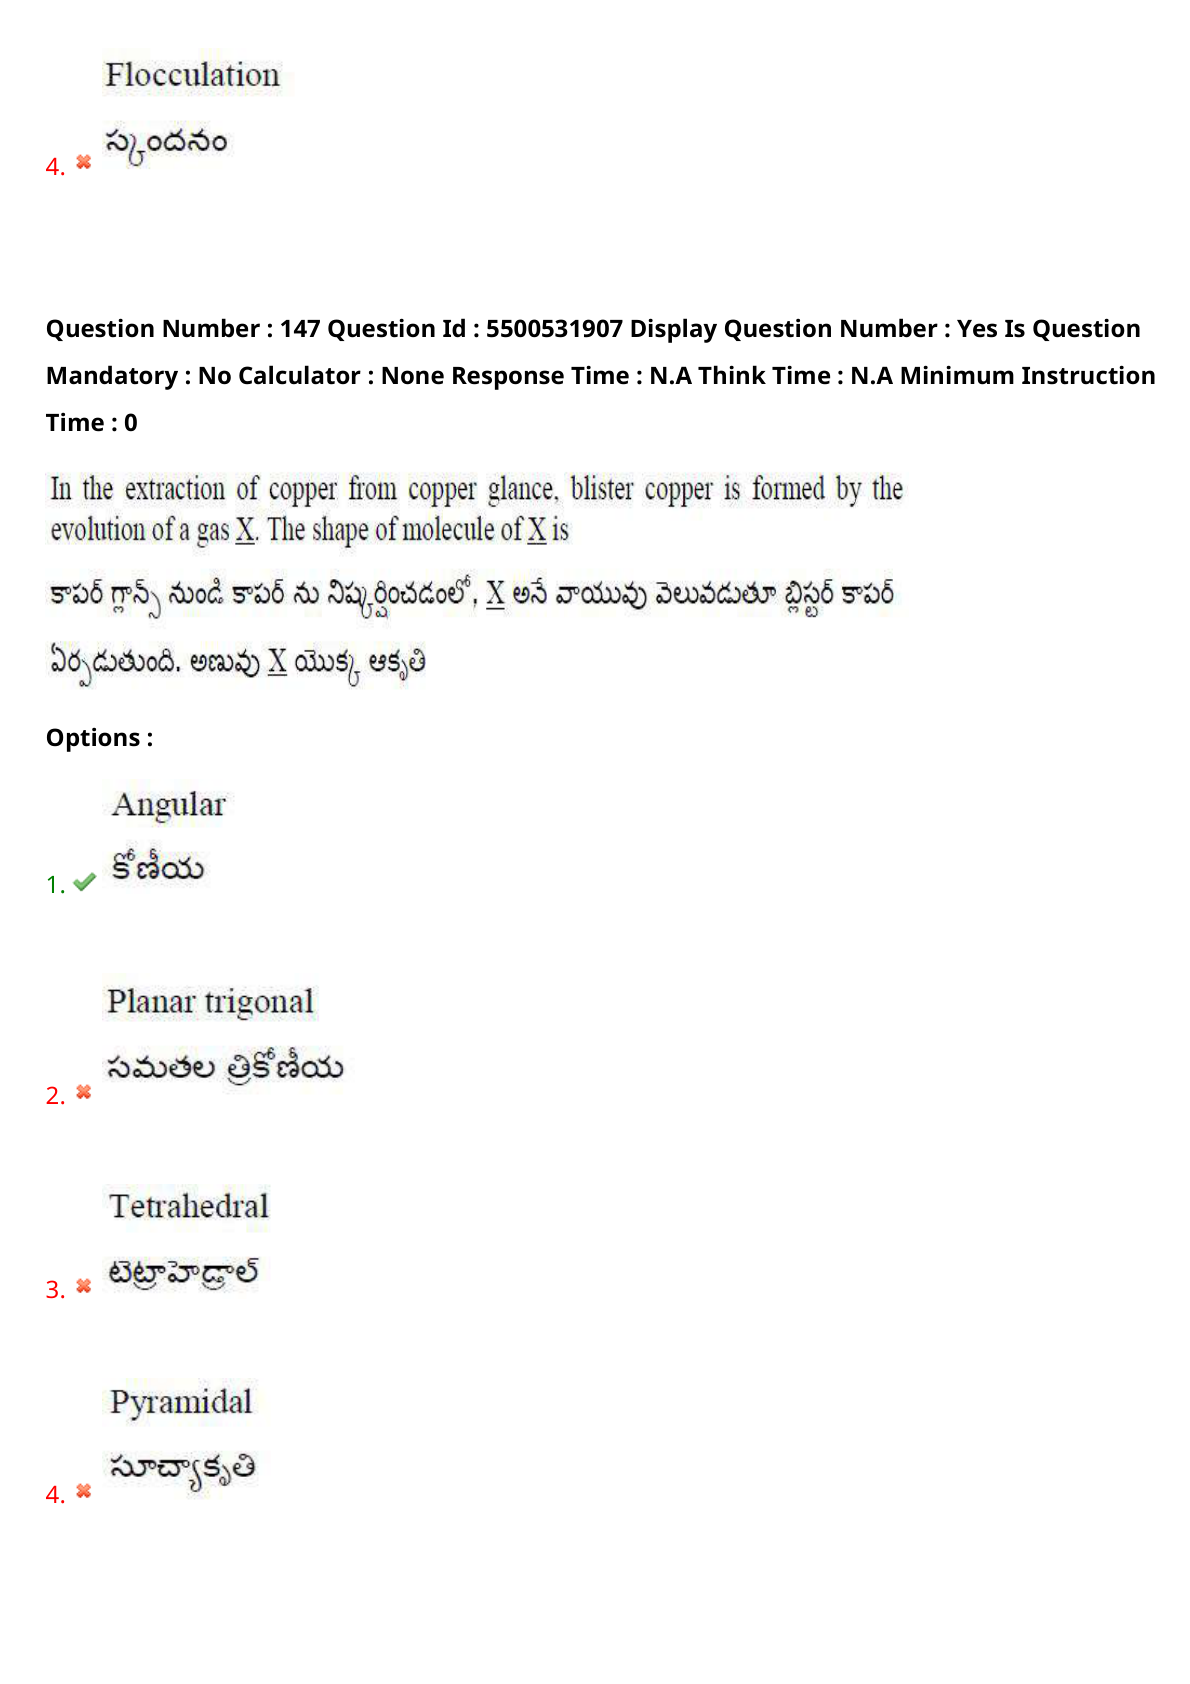 Flocculation
స్కందనం
4.
Question Number : 147 Question Id : 5500531907 Display Question Number : Yes Is Question
Mandatory : No Calculator : None Response Time : N.A Think Time : N.A Minimum Instruction
Time : 0
In the extraction of copper from copper glance, blister copper is formed by the
evolution of a gas X. The shape of molecule of X is
కాపర్ గ్లాన్స్ నుండి కాపర్ ను నిష్కర్షించడంలో, X అనే వాయువు వెలువడుతూ బ్లిస్టర్ కాపర్
ఏర్పడుతుంది. అణువు X యొక్క ఆకృతి
Options :
Angular
కోణీయ
1.
Planar trigonal
సమతల త్రికోణీయ
2.
Tetrahedral
టెట్రాహెడ్రాల్
3.
Pyramidal
సూచ్యాకృతి
4.